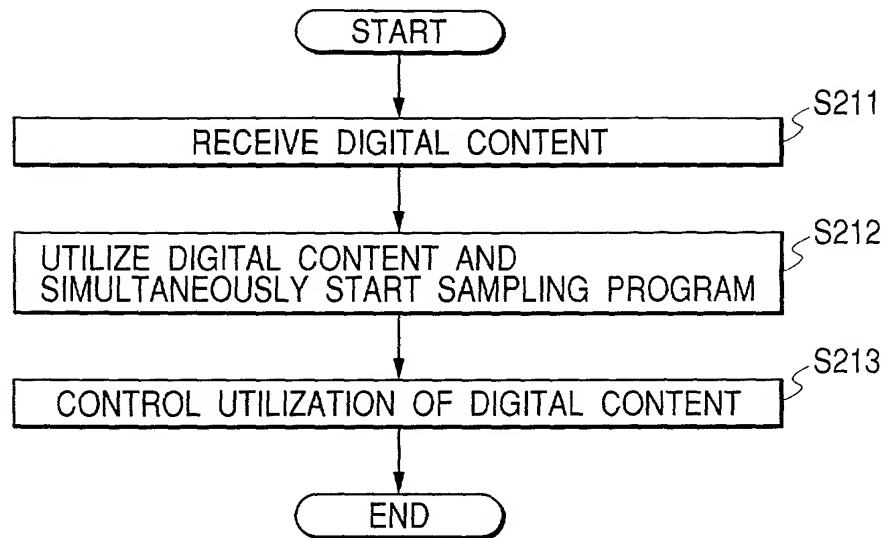 START
S211
RECEIVE DIGITAL CONTENT
S212
UTILIZE DIGITAL CONTENT AND
SIMULTANEOUSLY START SAMPLING PROGRAM
S213
CONTROL UTILIZATION OF DIGITAL CONTENT
END